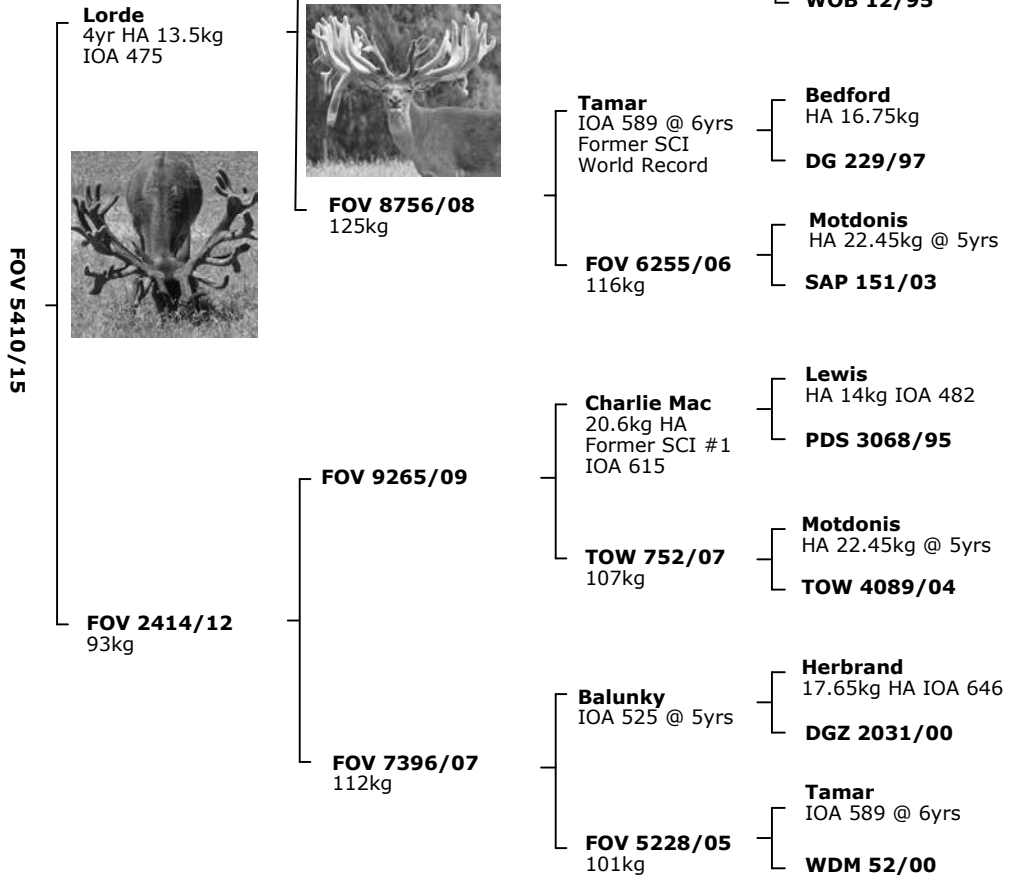 WOB 12/95
Lorde
4yr HA 13.5kg
IOA 475
Tamar
IOA 589 @ 6yrs
Former SCI
World Record
Bedford
HA 16.75kg
DG 229/97
FOV 8756/08
125kg
FOV 6255/06
116kg
Motdonis
HA 22.45kg @ 5yrs
SAP 151/03
FOV 5410/15
Charlie Mac
20.6kg HA
Former SCI #1
IOA 615
Lewis
HA 14kg IOA 482
PDS 3068/95
FOV 9265/09
TOW 752/07
107kg
Motdonis
HA 22.45kg @ 5yrs
TOW 4089/04
FOV 2414/12
93kg
Balunky
IOA 525 @ 5yrs
Herbrand
17.65kg HA IOA 646
DGZ 2031/00
FOV 7396/07
112kg
FOV 5228/05
101kg
Tamar
IOA 589 @ 6yrs
WDM 52/00